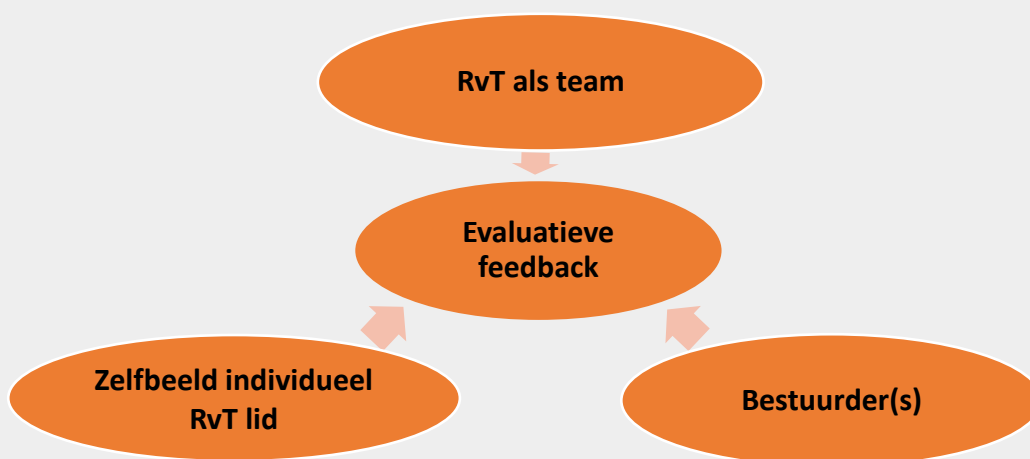 RvT als team
Evaluatieve
feedback
Zelfbeeld individueel
RvT lid
Bestuurder(s)